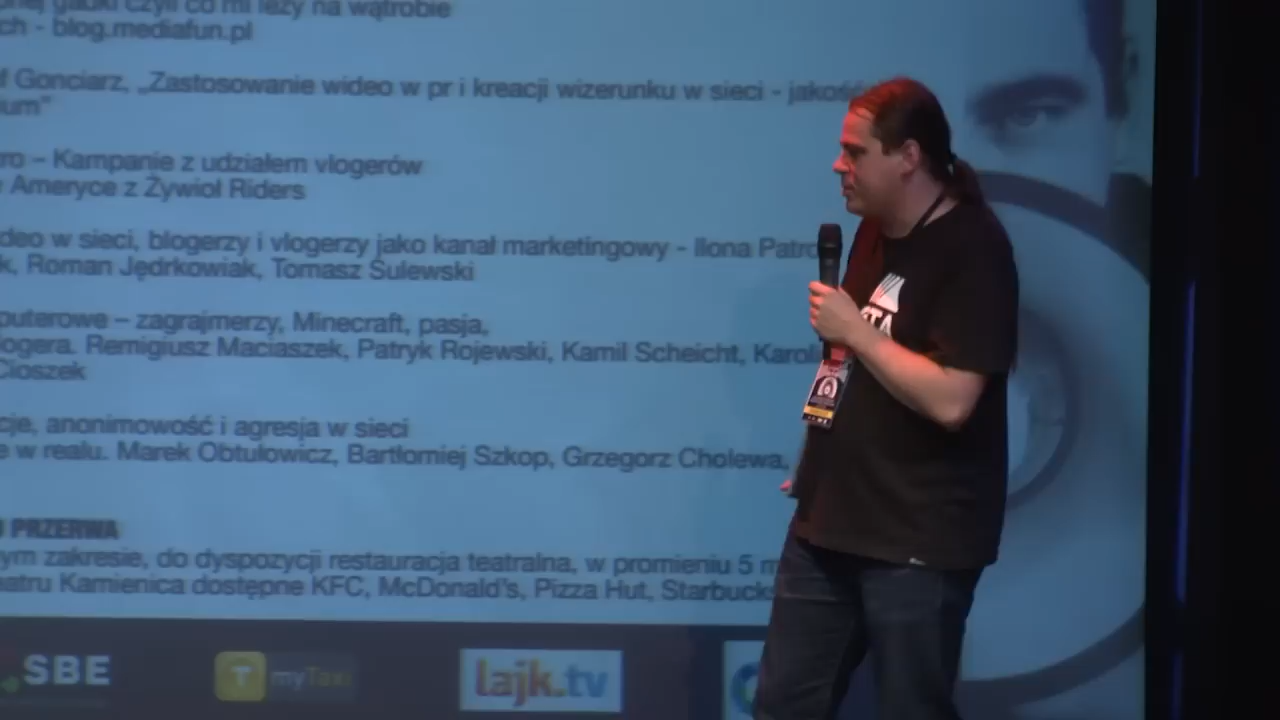 gadki czyli co mi leży na wątrobie
ch - blog.mediafun.pl
f Gonciarz, „Zastosowanie wideo w pr i kreacji wizerunku w sieci - jakość
ium”
ro – Kampanie z udziałem vlogerów
Ameryce z Żywioł Riders
deo w sieci, blogerzy i vlogerzy jako kanał marketingowy - Ilona Patro
k, Roman Jędrkowiak, Tomasz Sulewski
puterowe – zagrajmerzy, Minecraft, pasja,
logera. Remigiusz Maciaszek, Patryk Rojewski, Kamil Scheicht, Karol
Cioszek
cje, anonimowość i agresja w sieci
e w realu. Marek Obtułowicz, Bartłomiej Szkop, Grzegorz Cholewa,
PRZERWA
ym zakresie, do dyspozycji restauracja teatralna, w promieniu 5 m
eatru Kamienica dostępne KFC, McDonald's, Pizza Hut, Starbucks
SBE
T myTaxi
lajk.tv